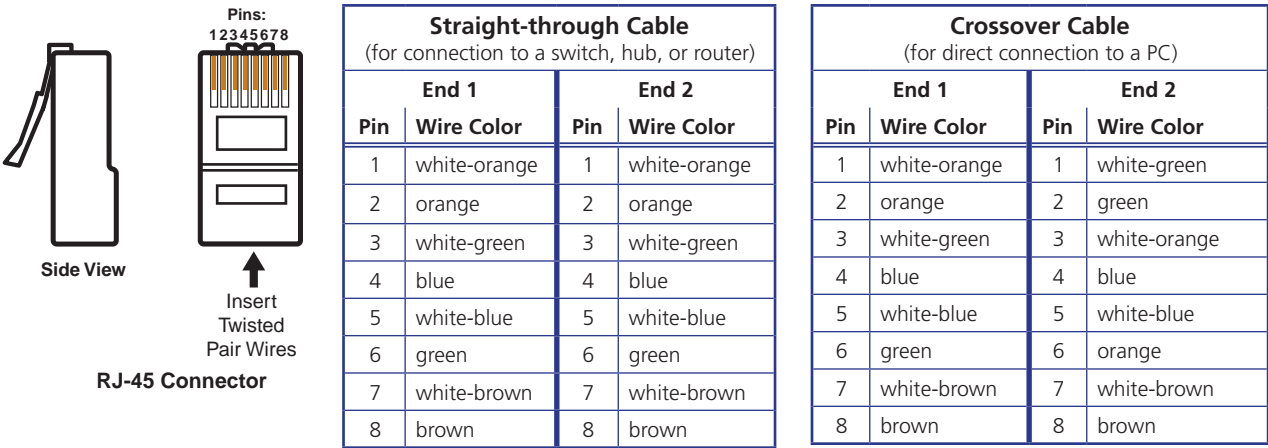 Pins:
12345678
Side View
Insert
Twisted
Pair Wires
RJ-45 Connector
Straight-through Cable
(for connection to a switch, hub, or router)
End 1 End 2
Pin Wire Color Pin Wire Color
1 white-orange 1 white-orange
2 orange 2 orange
3 white-green 3 white-green
4 blue 4 blue
5 white-blue 5 white-blue
6 green 6 green
7 white-brown 7 white-brown
8 brown 8 brown
Crossover Cable
(for direct connection to a PC)
End 1 End 2
Pin Wire Color Pin Wire Color
1 white-orange 1 white-green
2 orange 2 green
3 white-green 3 white-orange
4 blue 4 blue
5 white-blue 5 white-blue
6 green 6 orange
7 white-brown 7 white-brown
8 brown 8 brown